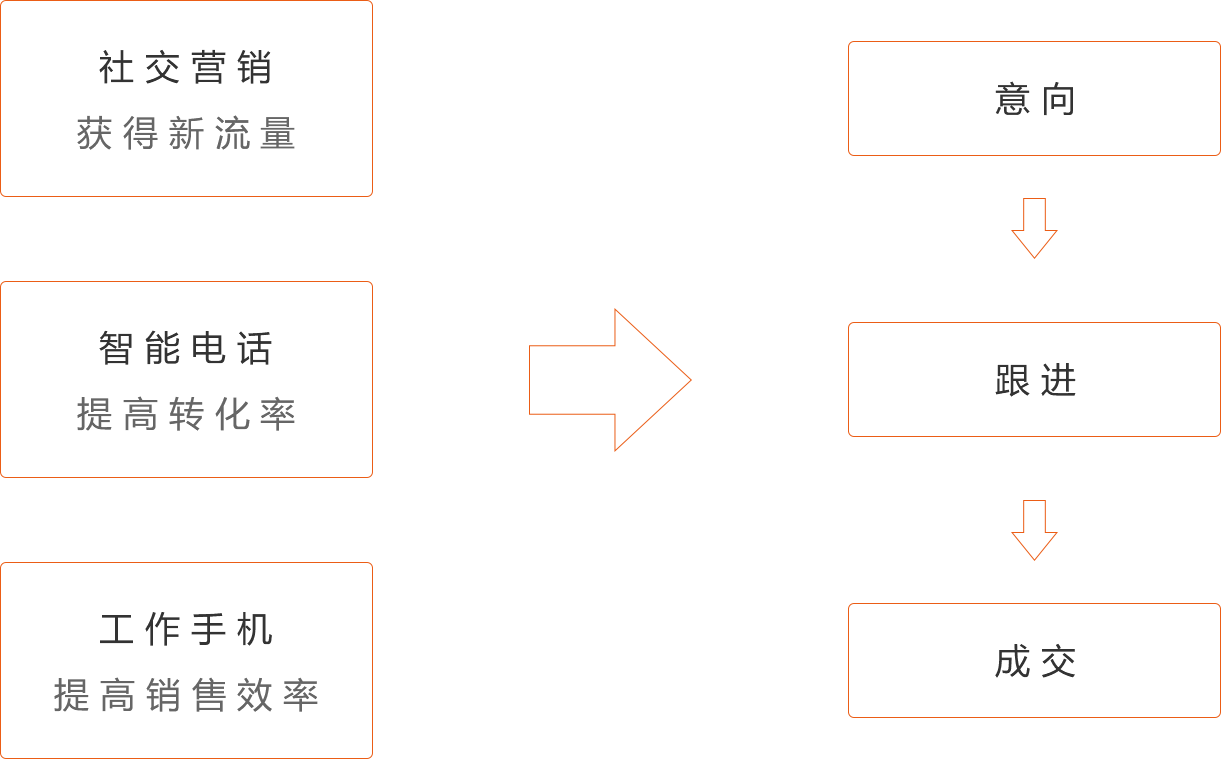 社交营销
获得新流量
智能电话
提高转化率
工作手机
提高销售效率
意向
跟进
成交